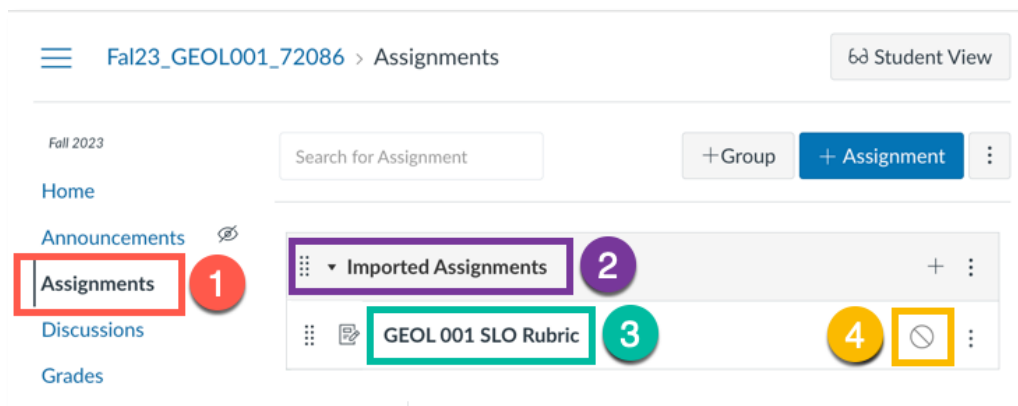 Fal23_GEOL001_72086 > Assignments
Student View
Fall 2023
Search for Assignment
+Group
+ Assignment
Home
Announcements
Assignments
1
Imported Assignments
2
Discussions
GEOL 001 SLO Rubric
3
4
Grades